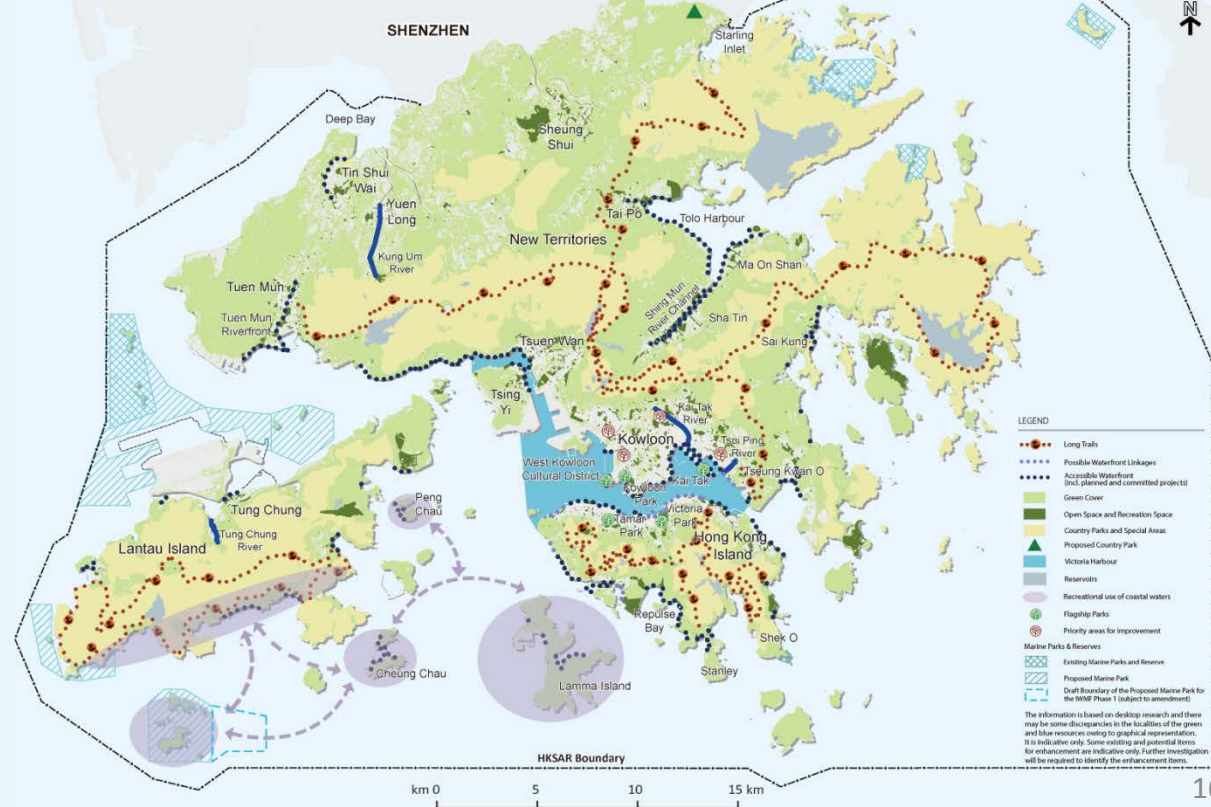 N
SHENZHEN
Starling
Inlet
Deep Bay
Sheung
Shui
Tin Shui
Wai
Yuen
Long
Tai Po
Tolo Harbour
New Territories
Kung Um
River
Ma On Shan
Tuen Mun
Shing Mun
River Channel
Tuen Mun
Riverfront
Sha Tin
Sai Kung
Tsuen Wan
Tsing
Yi
Kai Tak
River
Kowloon
Tsui Ping
River
West Kowloon
Cultural District
Kai Tak
Tseung Kwan O
Kowloon
Park
Peng
Chau
Victoria
Park
Tung Chung
Tamar
Park
Tung Chung
River
Lantau Island
Hong Kong
Island
Repulse
Bay
Shek O
Cheung Chau
Stanley
Lamma Island
HKSAR Boundary
km 0 5 10 15 km
LEGEND
Long Trails
Possible Waterfront Linkages
Accessible Waterfront
(incl. planned and committed projects)
Green Cover
Open Space and Recreation Space
Country Parks and Special Areas
Proposed Country Park
Victoria Harbour
Reservoirs
Recreational use of coastal waters
Flagship Parks
Priority areas for improvement
Marine Parks & Reserves
Existing Marine Parks and Reserve
Proposed Marine Park
Draft Boundary of the Proposed Marine Park for
the IWMF Phase 1 (subject to amendment)
The information is based on desktop research and there
may be some discrepancies in the localities of the green
and blue resources owing to graphical representation.
It is indicative only. Some existing and potential items
for enhancement are indicative only. Further investigation
will be required to identify the enhancement items.